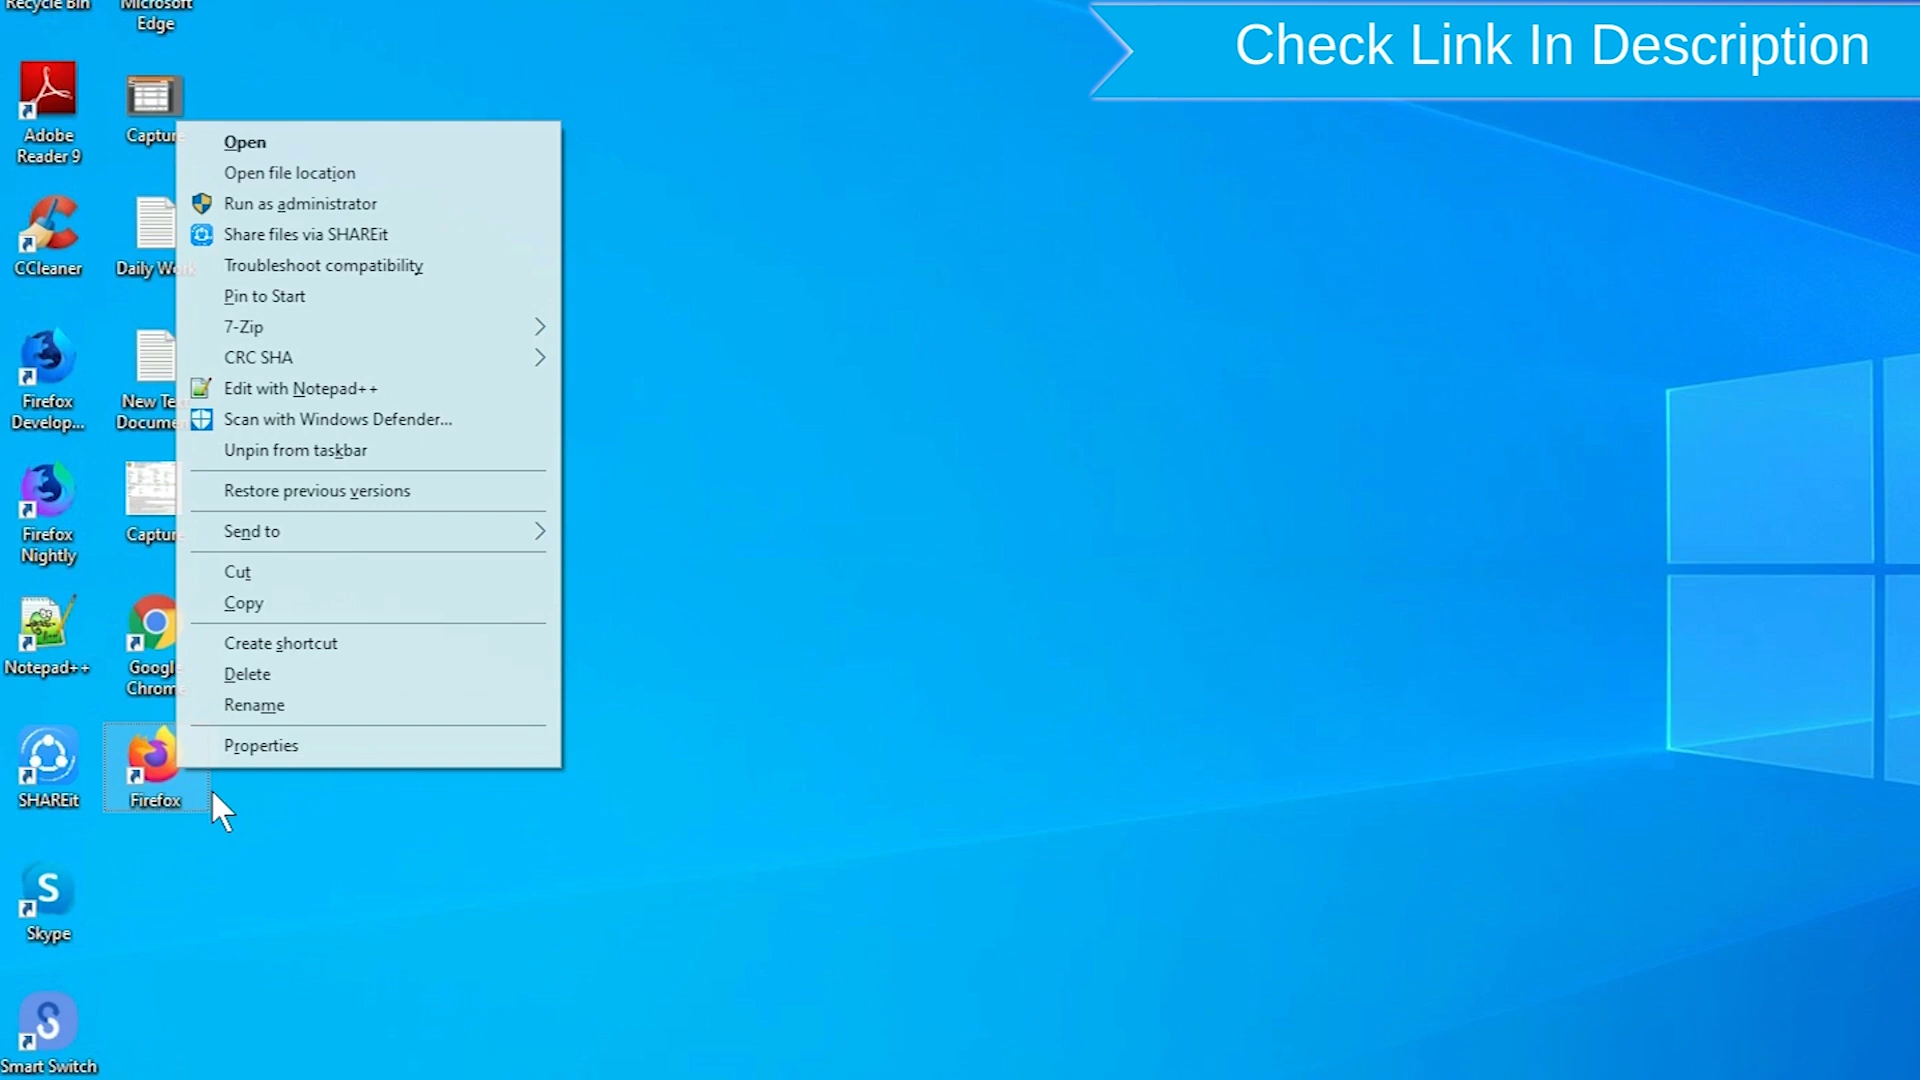 Recycle Bin
Microsoft
Edge
Check Link In Description
Adobe
Reader 9
Capture
CCleaner
Daily Wo
Firefox
Develop...
New Te
Docume
Firefox
Nightly
Capture
Notepad++
Google
Chrome
SHAREit
Firefox
Skype
Smart Switch
Open
Open file location
Run as administrator
Share files via SHAREit
Troubleshoot compatibility
Pin to Start
7-Zip
CRC SHA
Edit with Notepad++
Scan with Windows Defender...
Unpin from taskbar
Restore previous versions
Send to
Cut
Copy
Create shortcut
Delete
Rename
Properties